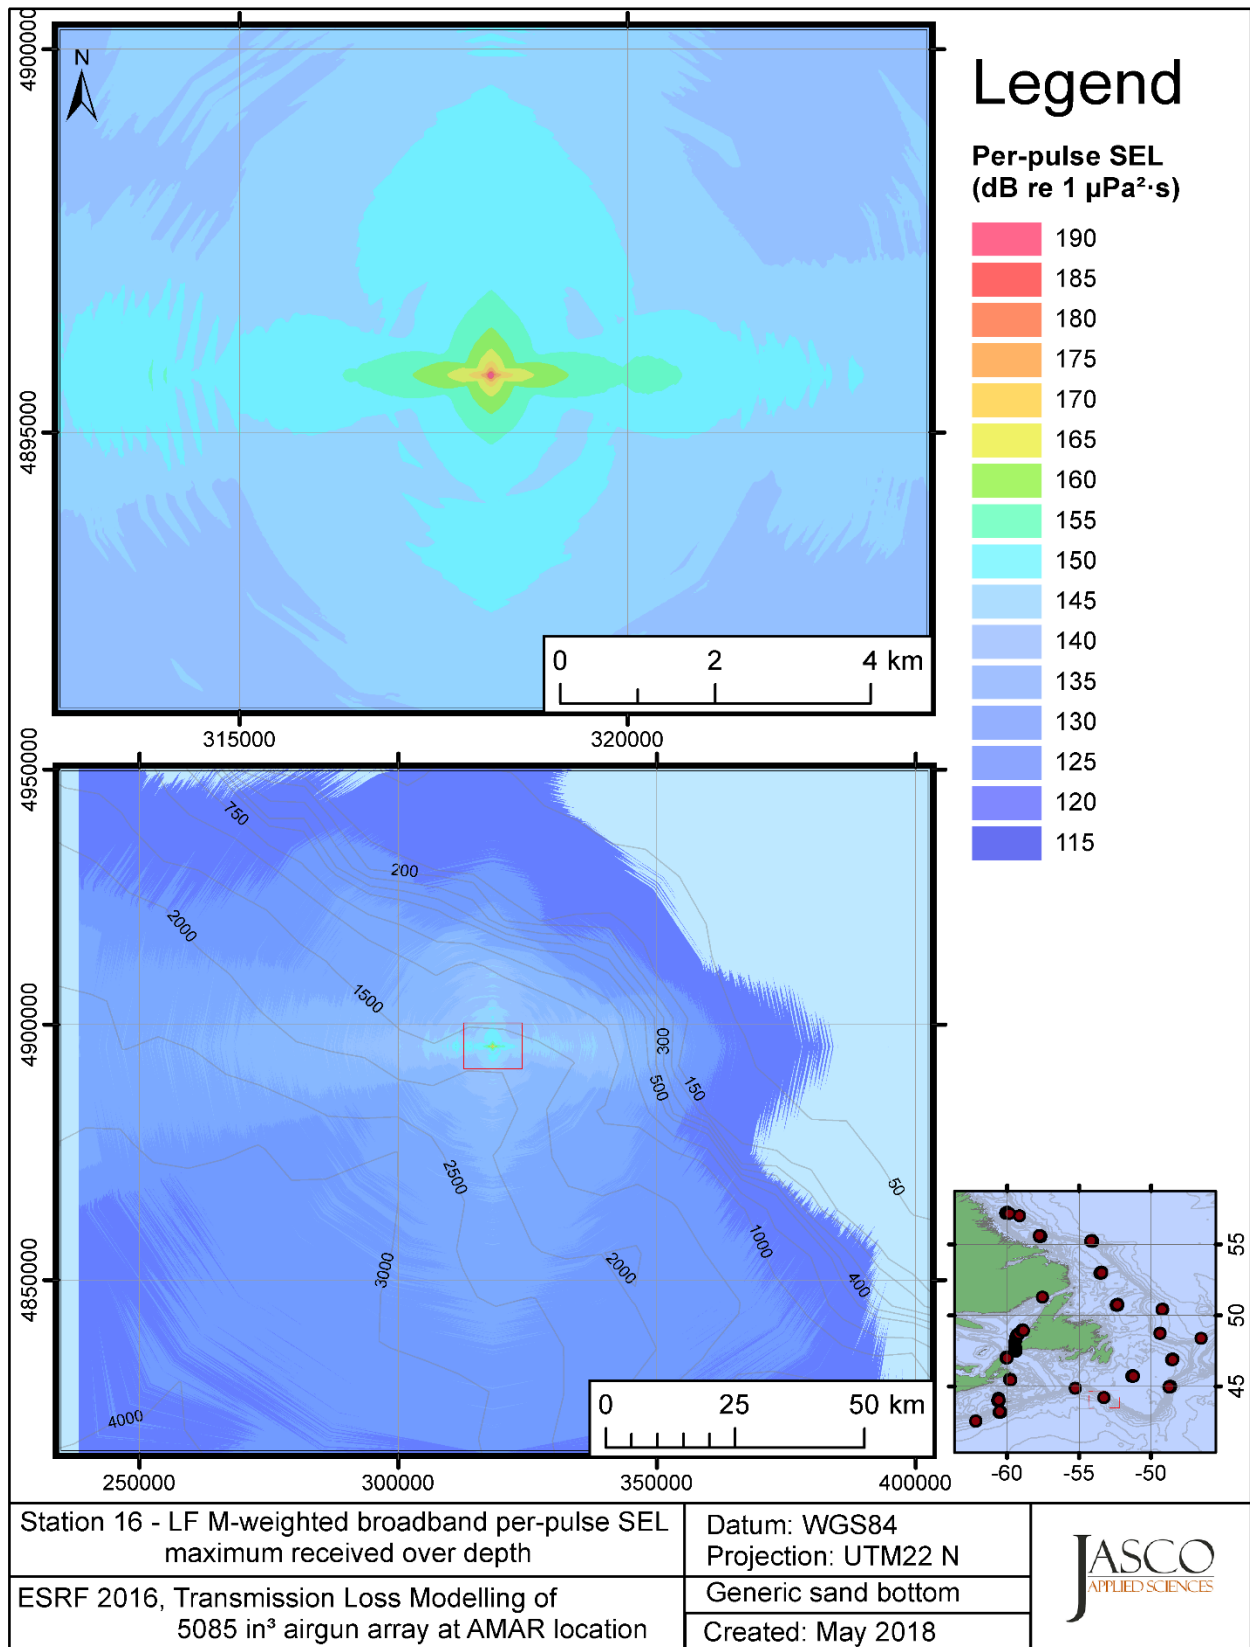 N
4900000
4895000
0 2 4 km
315000 320000
Legend
Per-pulse SEL
(dB re 1 µPa²·s)
190
185
180
175
170
165
160
155
150
145
140
135
130
125
120
115
4950000
4900000
4850000
750
200
2000
1500
300
500
150
2500
50
3000
2000
1000
400
4000
0 25 50 km
250000 300000 350000 400000
55
50
45
-60 -55 -50
Station 16 - LF M-weighted broadband per-pulse SEL
maximum received over depth
ESRF 2016, Transmission Loss Modelling of
5085 in³ airgun array at AMAR location
Datum: WGS84
Projection: UTM22 N
Generic sand bottom
Created: May 2018
JASCO
APPLIED SCIENCES